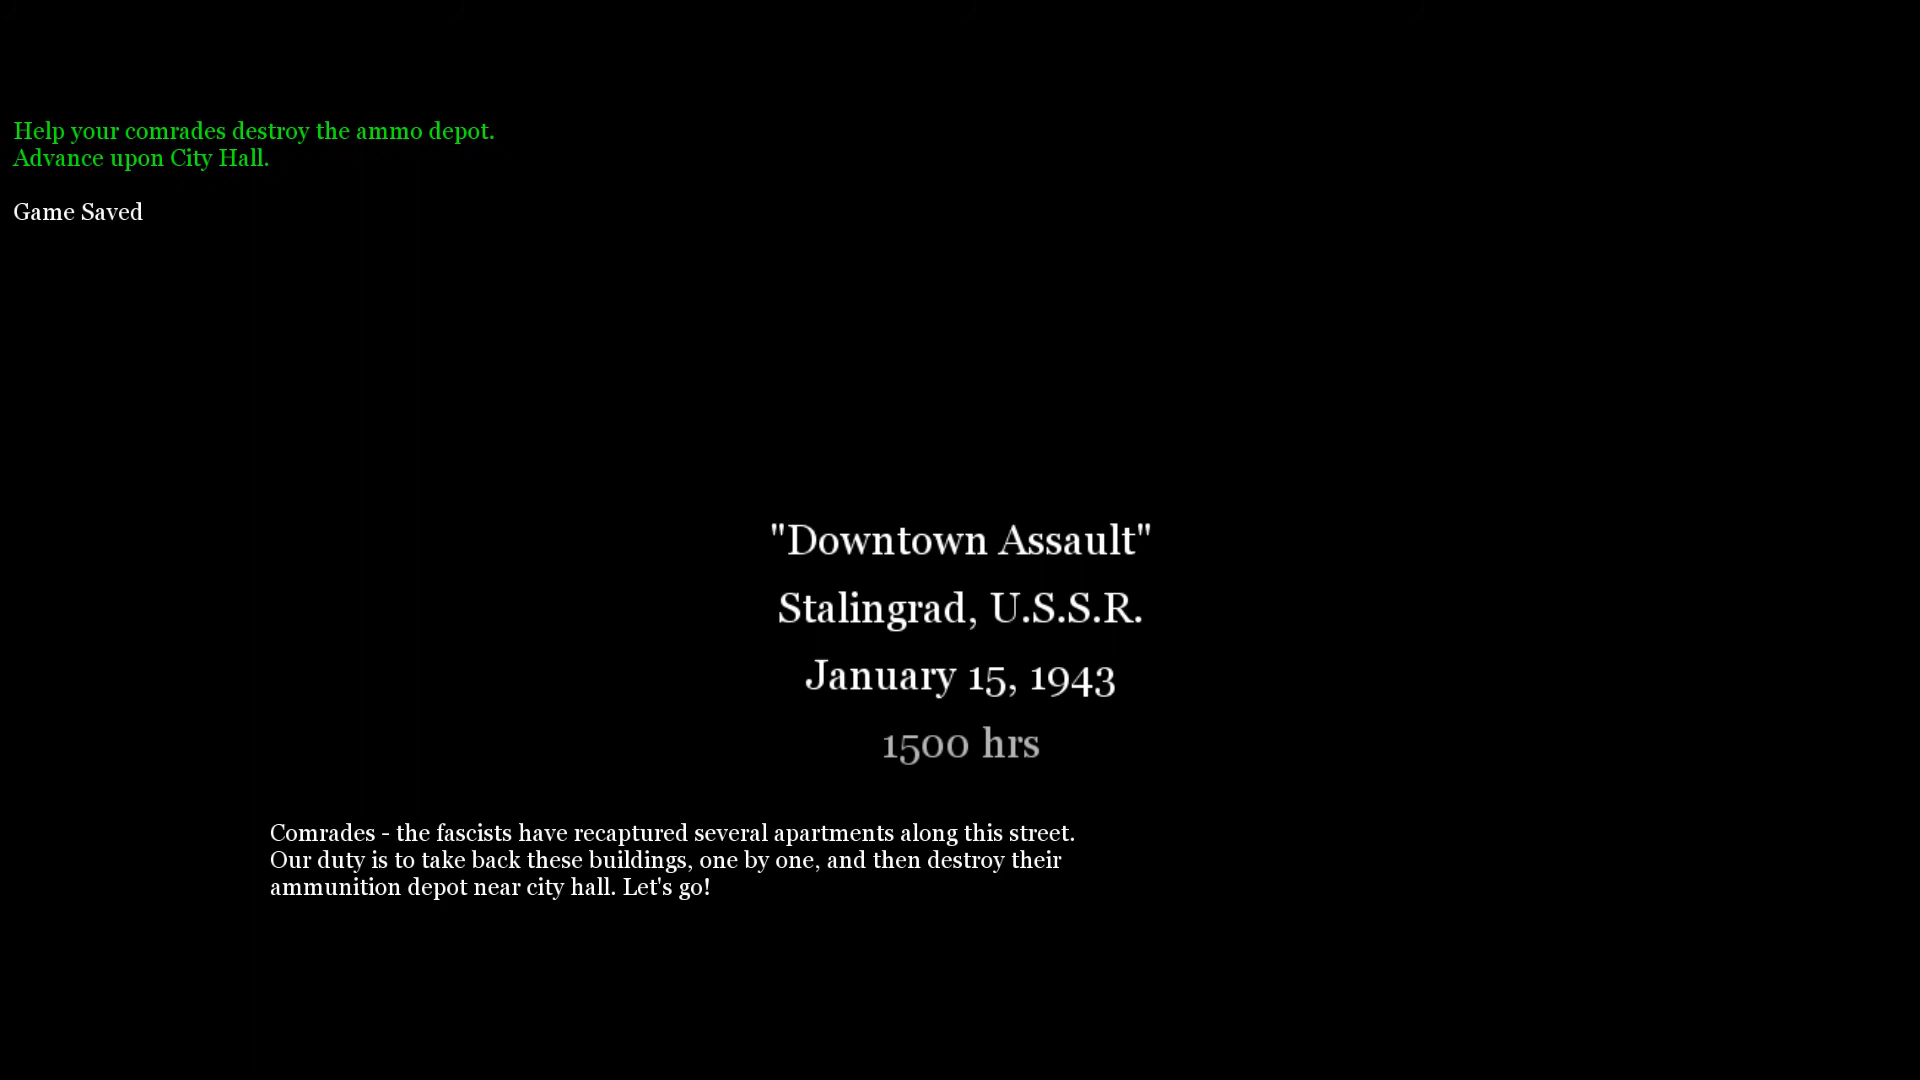 Help your comrades destroy the ammo depot.
Advance upon City Hall.
Game Saved
"Downtown Assault"
Stalingrad, U.S.S.R.
January 15, 1943
1500 hrs
Comrades - the fascists have recaptured several apartments along this street.
Our duty is to take back these buildings, one by one, and then destroy their
ammunition depot near city hall. Let's go!